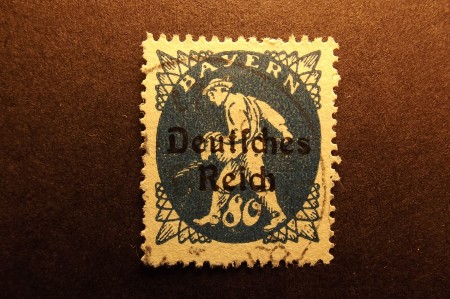 BAYERN
Deutsches
Reich
80